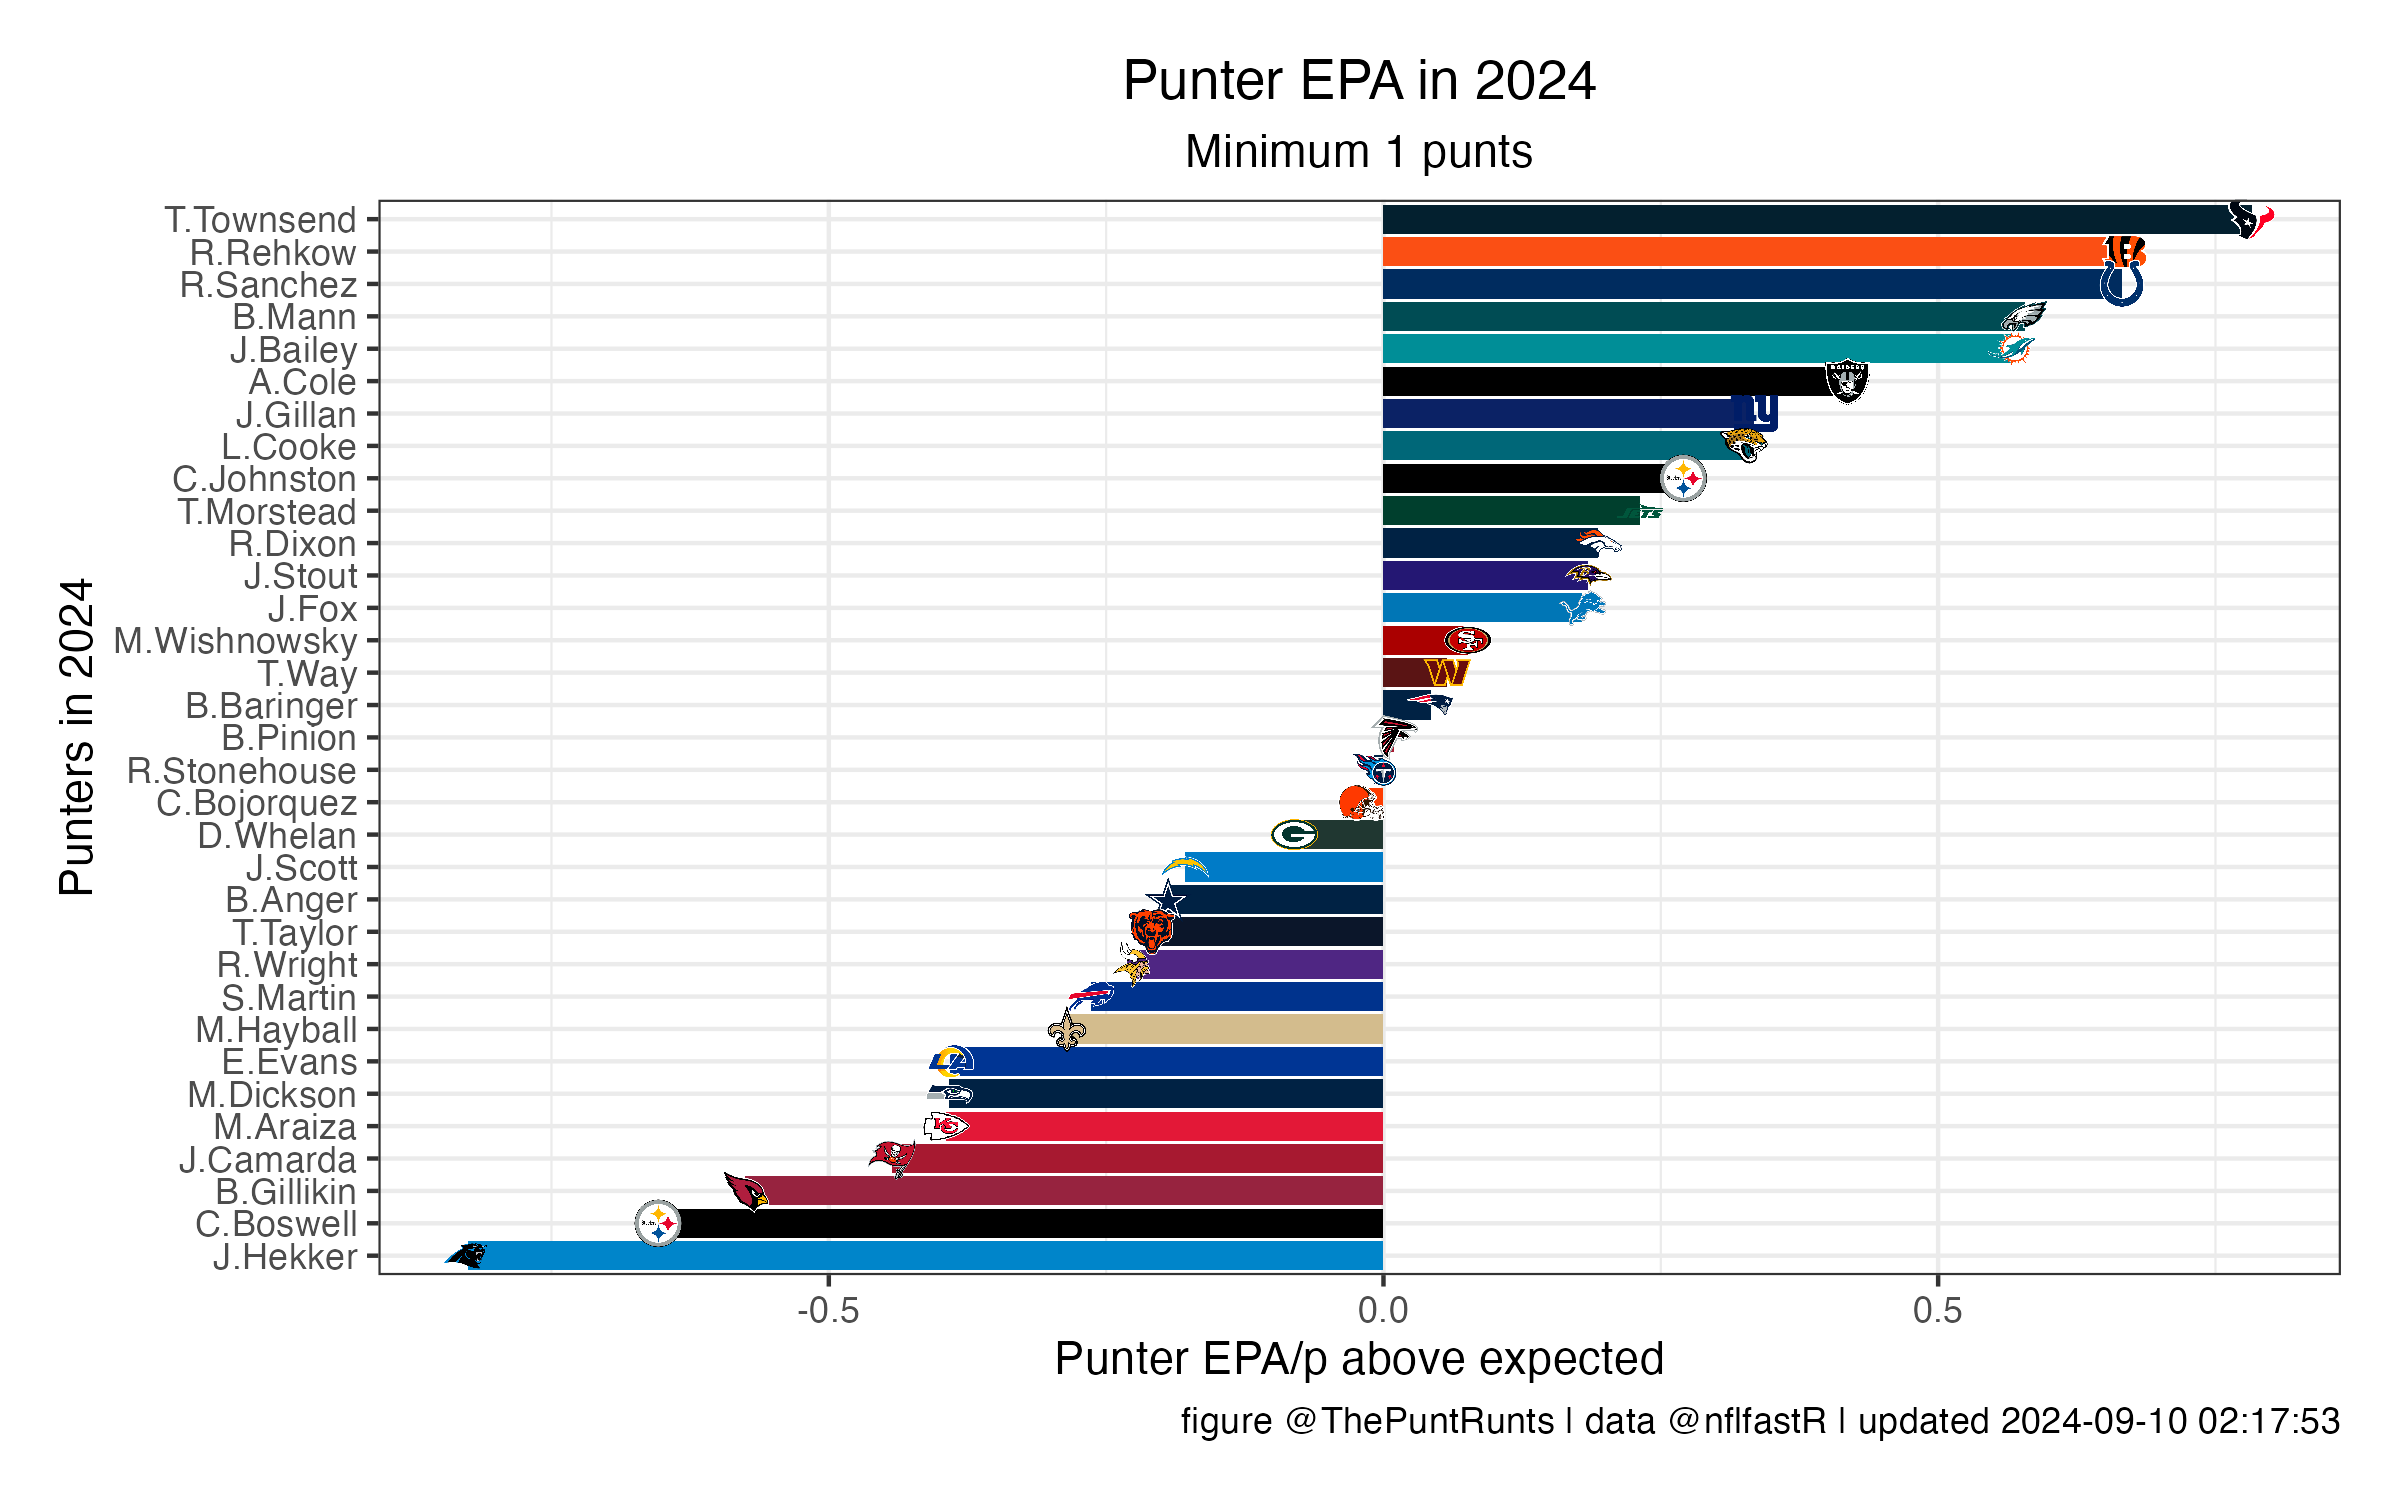 Punter EPA in 2024
Minimum 1 punts
Punters in 2024
T.Townsend
R.Rehkow
R.Sanchez
B.Mann
J.Bailey
A.Cole
J.Gillan
L.Cooke
C.Johnston
T.Morstead
R.Dixon
J.Stout
J.Fox
M.Wishnowsky
T.Way
B.Baringer
B.Pinion
R.Stonehouse
C.Bojorquez
D.Whelan
J.Scott
B.Anger
T.Taylor
R.Wright
S.Martin
M.Hayball
E.Evans
M.Dickson
M.Araiza
J.Camarda
B.Gillikin
C.Boswell
J.Hekker
-0.5 0.0 0.5
Punter EPA/p above expected
figure @ThePuntRunts | data @nflfastR | updated 2024-09-10 02:17:53